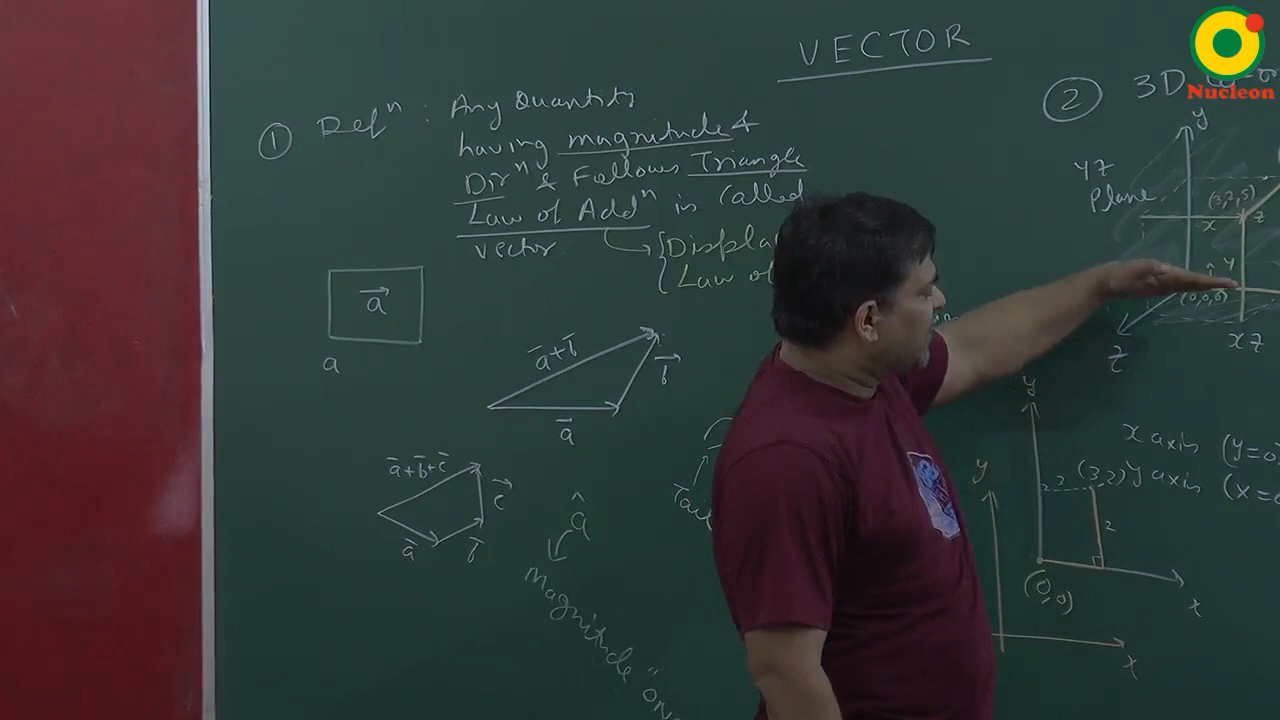 VECTOR
Nucleon
① Defⁿ : Any Quantity
having magnitude &
Dirⁿ & Follows Triangle
Law of Addⁿ is called
vector.
Law of
a⃗
a
a̅+b̅
b⃗
a̅
a̅+b̅+c̅
c⃗
a̅
b̅
â
Magnitude "on
② 3D
y
yz
Plane
(3,2,5)
x
z
y
(0,0,0)
z
xz
y
x axis (y=0
2 (3,2) y axis (x=
2
(0,0)
x
y
x